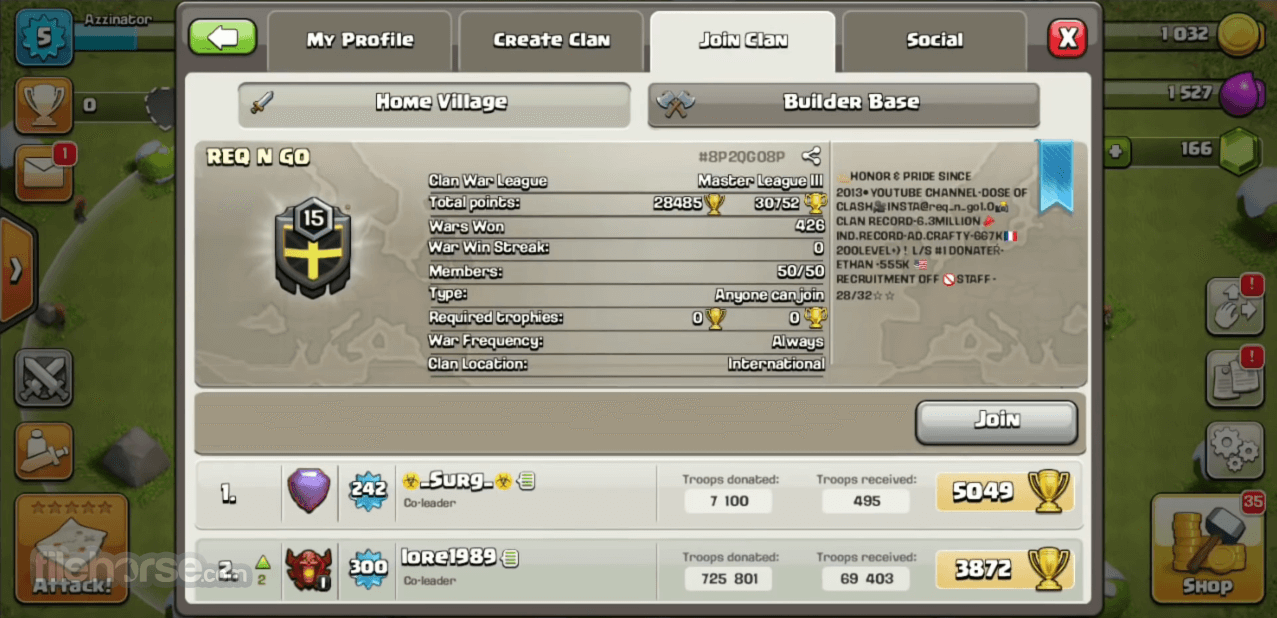 5
Azzinator
0
1
My Profile
Create Clan
Join Clan
Social
X
1 032
1 527
166
Home Village
Builder Base
REQ N GO
#8P2QG08P
15
Clan War League Master League III
Total points: 28485 30752
Wars Won 426
War Win Streak: 0
Members: 50/50
Type: Anyone can join
Required trophies: 0 0
War Frequency: Always
Clan Location: International
HONOR & PRIDE SINCE
2013• YOUTUBE CHANNEL-DOSE OF
CLASH INSTA@req_n_go1.0
CLAN RECORD-6.3MILLION
IND.RECORD-AD.CRAFTY-667K
200LEVEL+) ! L/S #1 DONATER-
ETHAN -555K
RECRUITMENT OFF STAFF -
28/32☆☆
Join
1. 242 _Surg_
Co-leader
Troops donated:
7 100
Troops received:
495
5049
2. 2 300 lore1989
Co-leader
Troops donated:
725 801
Troops received:
69 403
3872
!
!
35
Attack!
Shop
filehorse.com